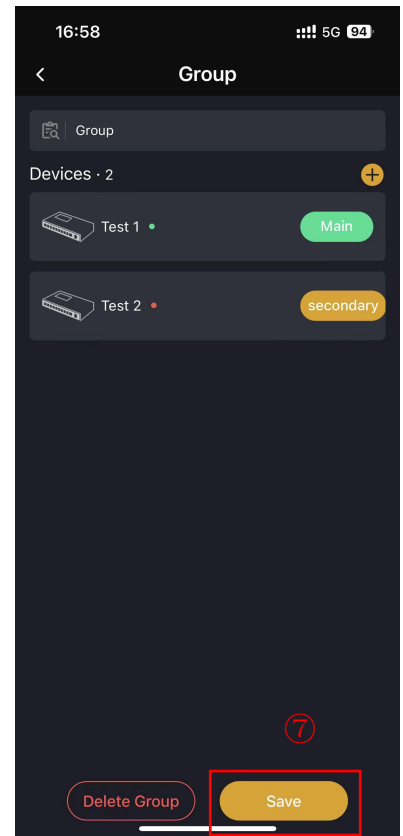 16:58 5G 94
Group
Group
Devices · 2
Test 1 Main
Test 2 secondary
⑦
Delete Group Save